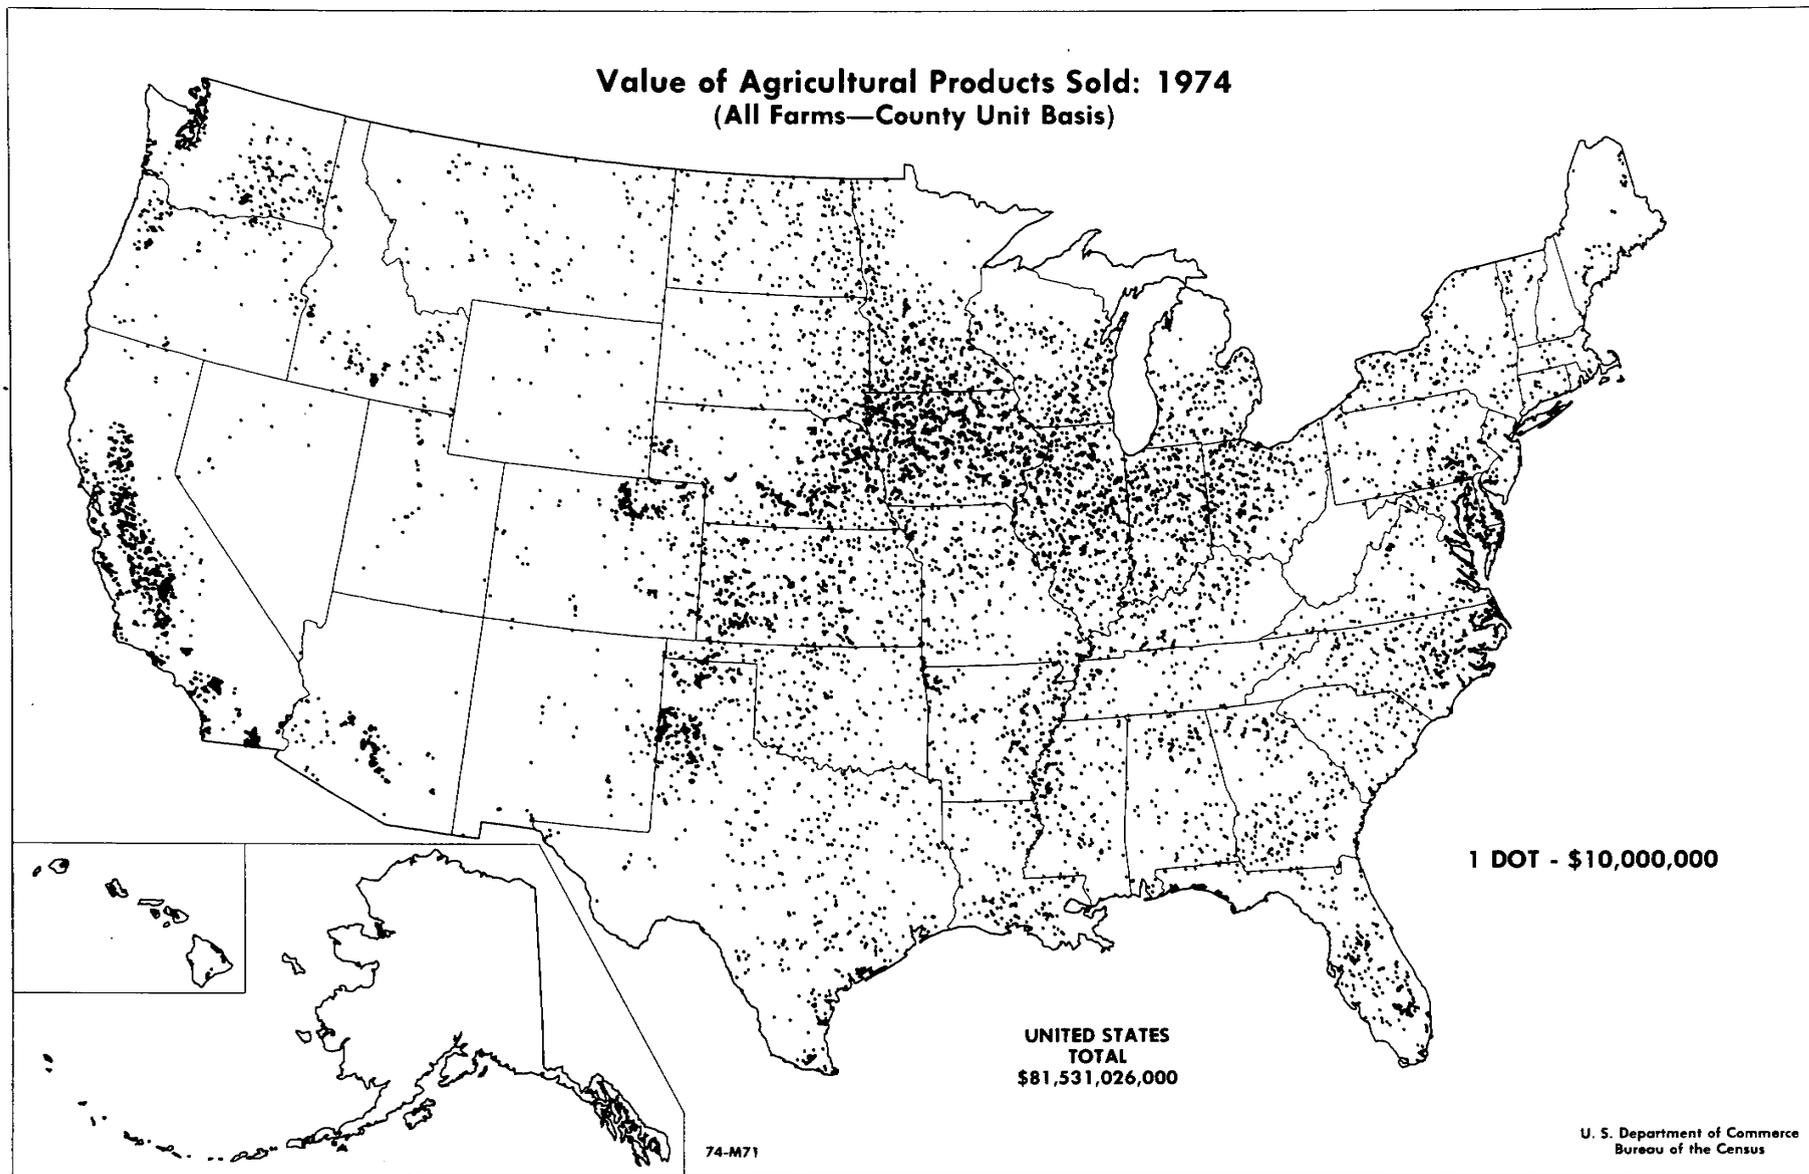 Value of Agricultural Products Sold: 1974
(All Farms—County Unit Basis)
1 DOT - $10,000,000
UNITED STATES
TOTAL
$81,531,026,000
74-M71
U. S. Department of Commerce
Bureau of the Census